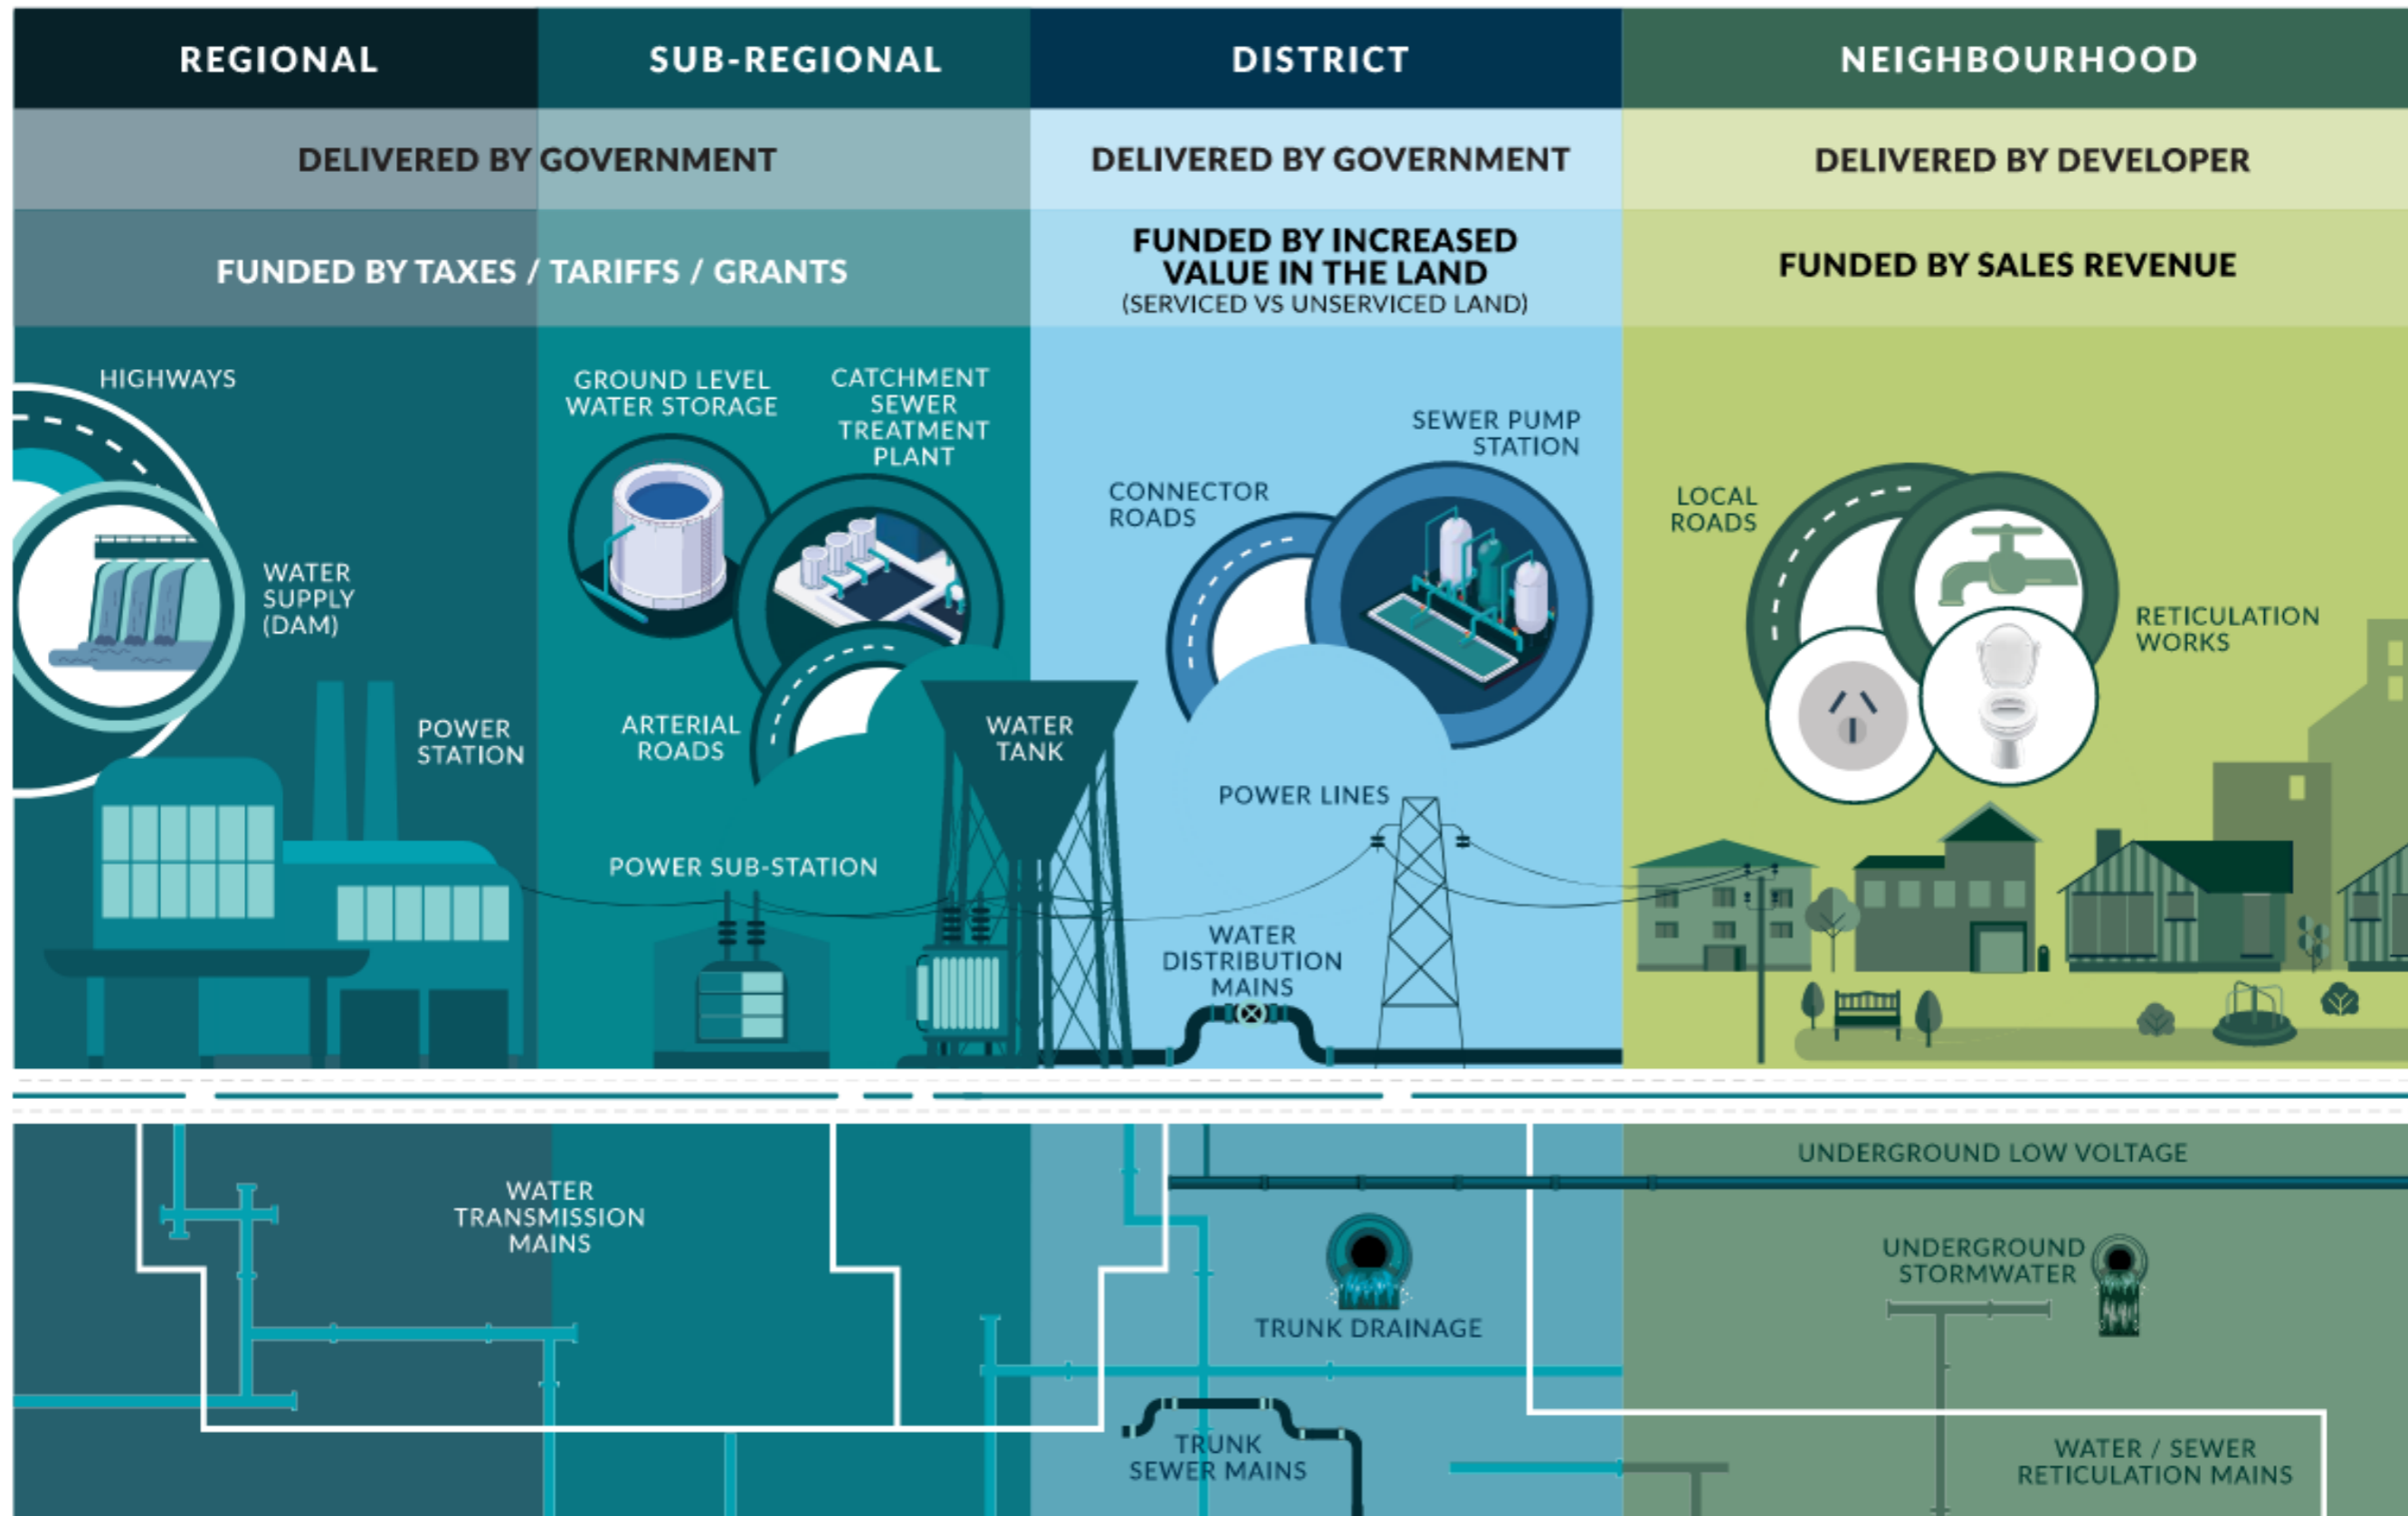 REGIONAL
SUB-REGIONAL
DISTRICT
NEIGHBOURHOOD
DELIVERED BY GOVERNMENT
DELIVERED BY GOVERNMENT
DELIVERED BY DEVELOPER
FUNDED BY TAXES / TARIFFS / GRANTS
FUNDED BY INCREASED
VALUE IN THE LAND
(SERVICED VS UNSERVICED LAND)
FUNDED BY SALES REVENUE
HIGHWAYS
WATER
SUPPLY
(DAM)
POWER
STATION
GROUND LEVEL
WATER STORAGE
CATCHMENT
SEWER
TREATMENT
PLANT
ARTERIAL
ROADS
WATER
TANK
POWER SUB-STATION
CONNECTOR
ROADS
SEWER PUMP
STATION
POWER LINES
WATER
DISTRIBUTION
MAINS
LOCAL
ROADS
RETICULATION
WORKS
WATER
TRANSMISSION
MAINS
TRUNK DRAINAGE
TRUNK
SEWER MAINS
UNDERGROUND LOW VOLTAGE
UNDERGROUND
STORMWATER
WATER / SEWER
RETICULATION MAINS